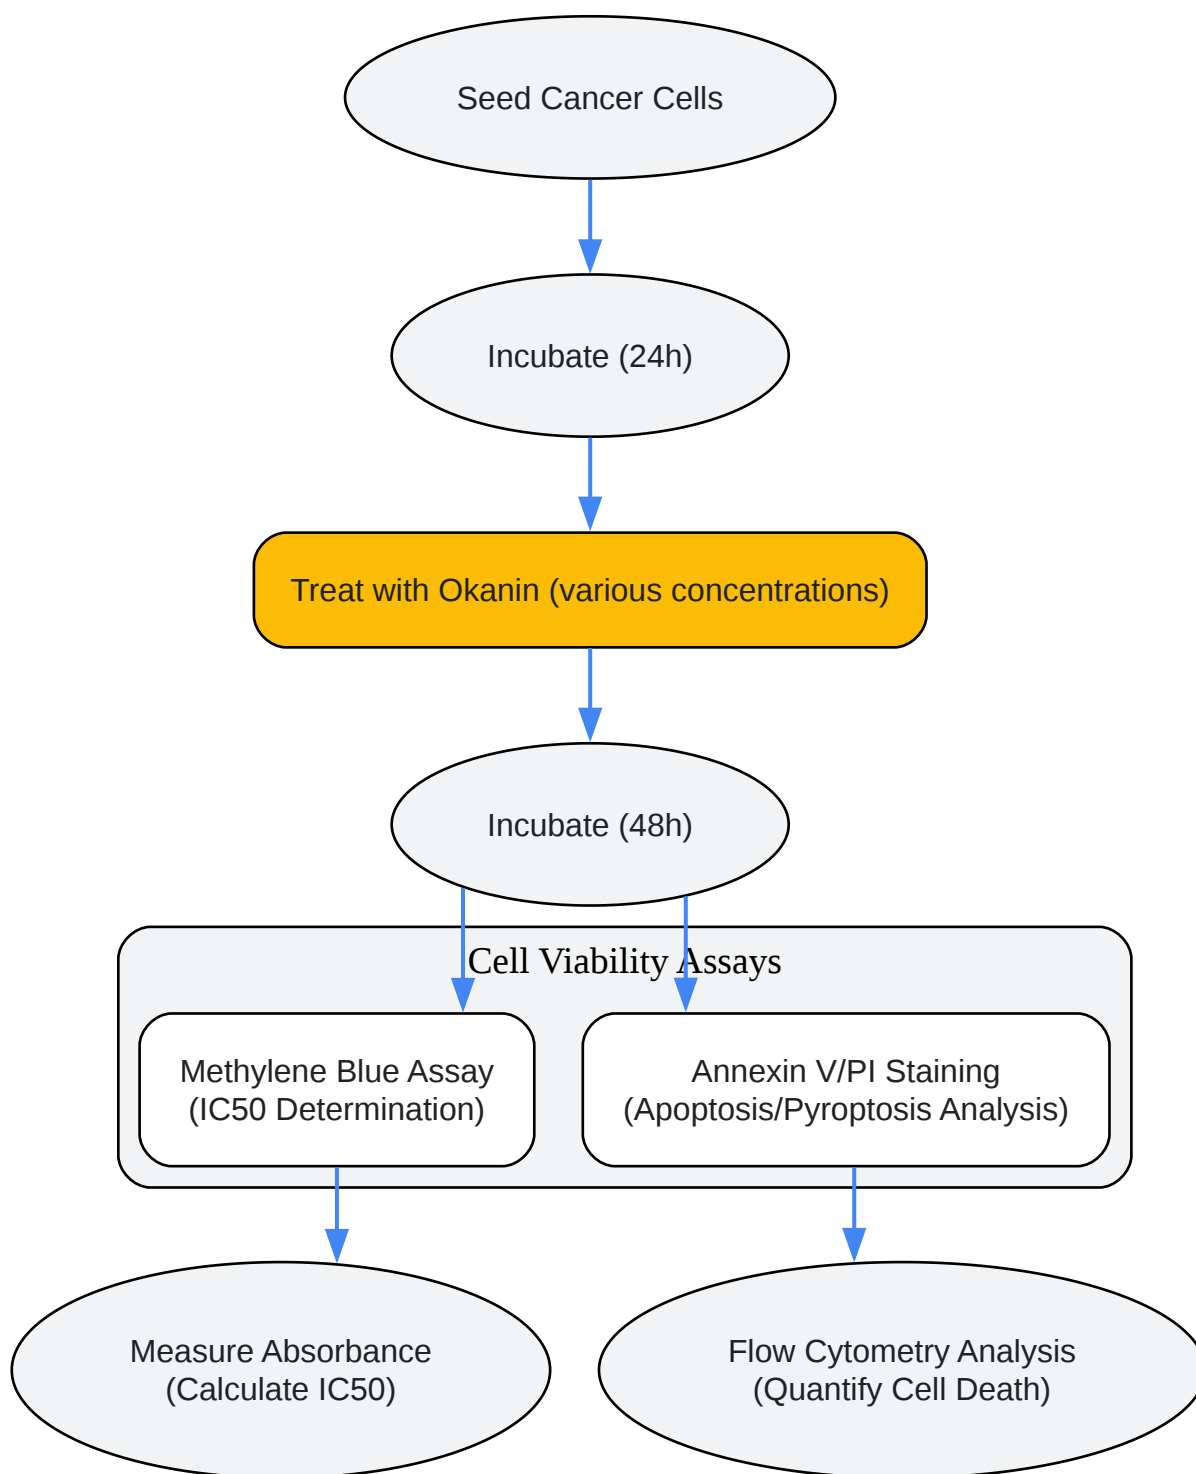 Seed Cancer Cells
Incubate (24h)
Treat with Okanin (various concentrations)
Incubate (48h)
Cell Viability Assays
Methylene Blue Assay
(IC50 Determination)
Annexin V/PI Staining
(Apoptosis/Pyroptosis Analysis)
Measure Absorbance
(Calculate IC50)
Flow Cytometry Analysis
(Quantify Cell Death)